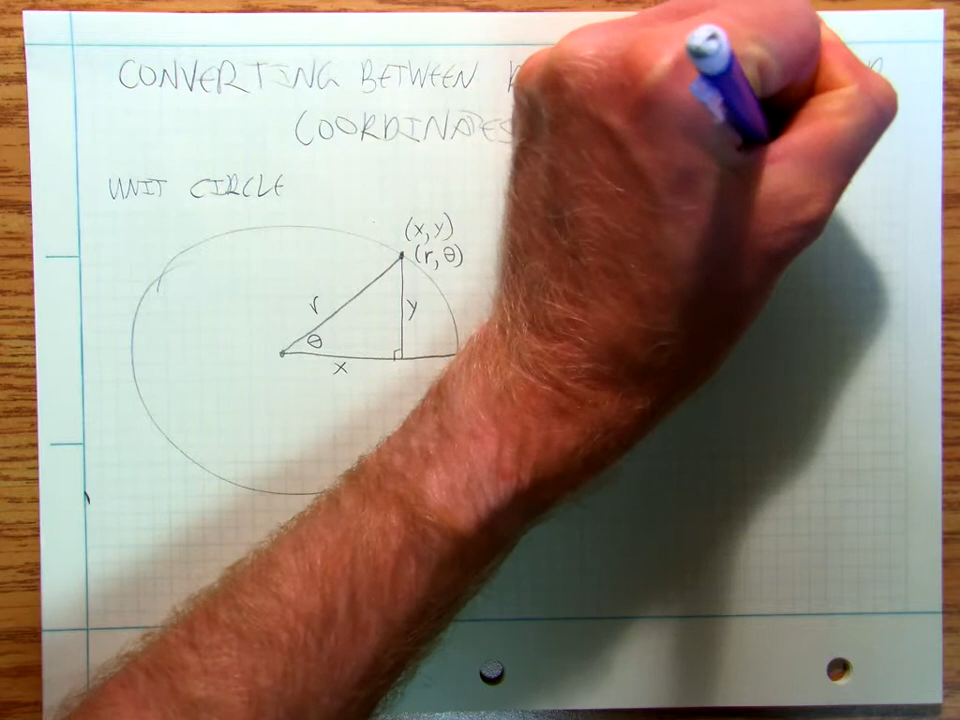 CONVERTING BETWEEN
COORDINATES
UNIT CIRCLE
(x, y)
(r, θ)
r
y
θ
x